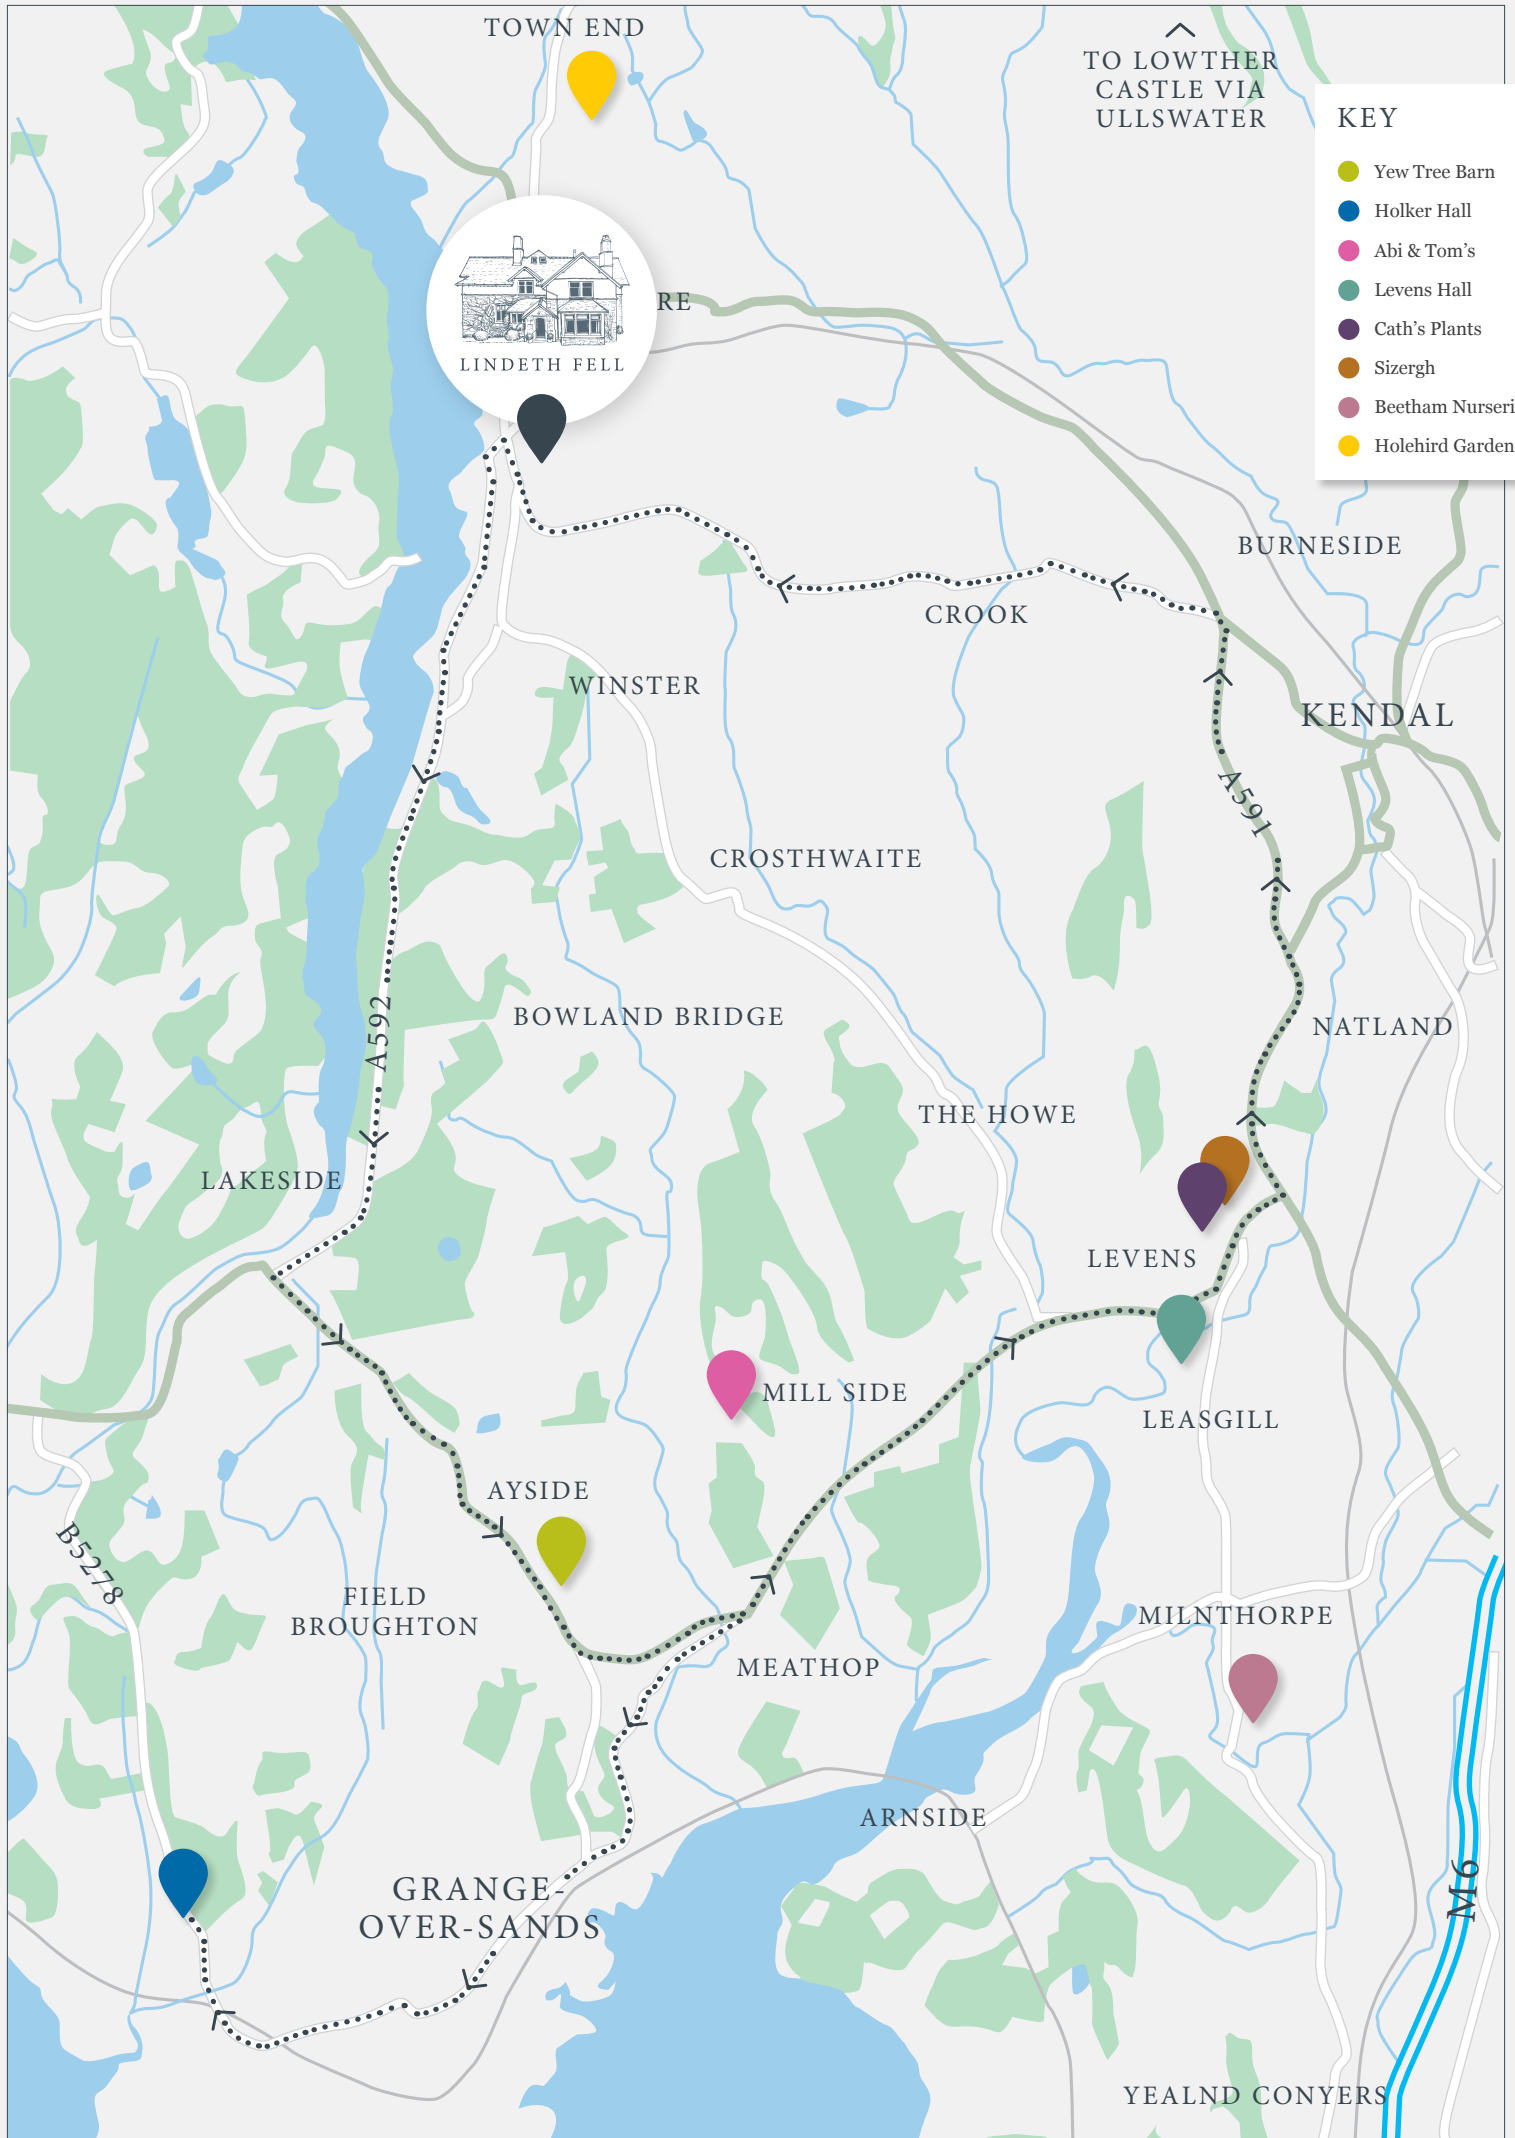 TOWN END
TO LOWTHER
CASTLE VIA
ULLSWATER
KEY
Yew Tree Barn
Holker Hall
Abi & Tom's
Levens Hall
Cath's Plants
Sizergh
Beetham Nurseri
Holehird Garden
RE
LINDETH FELL
BURNESIDE
CROOK
WINSTER
KENDAL
A591
CROSTHWAITE
A592
BOWLAND BRIDGE
NATLAND
THE HOWE
LAKESIDE
LEVENS
MILL SIDE
LEASGILL
AYSIDE
B5278
FIELD
BROUGHTON
MILNTHORPE
MEATHOP
ARNSIDE
GRANGE-
OVER-SANDS
M6
YEALND CONYERS